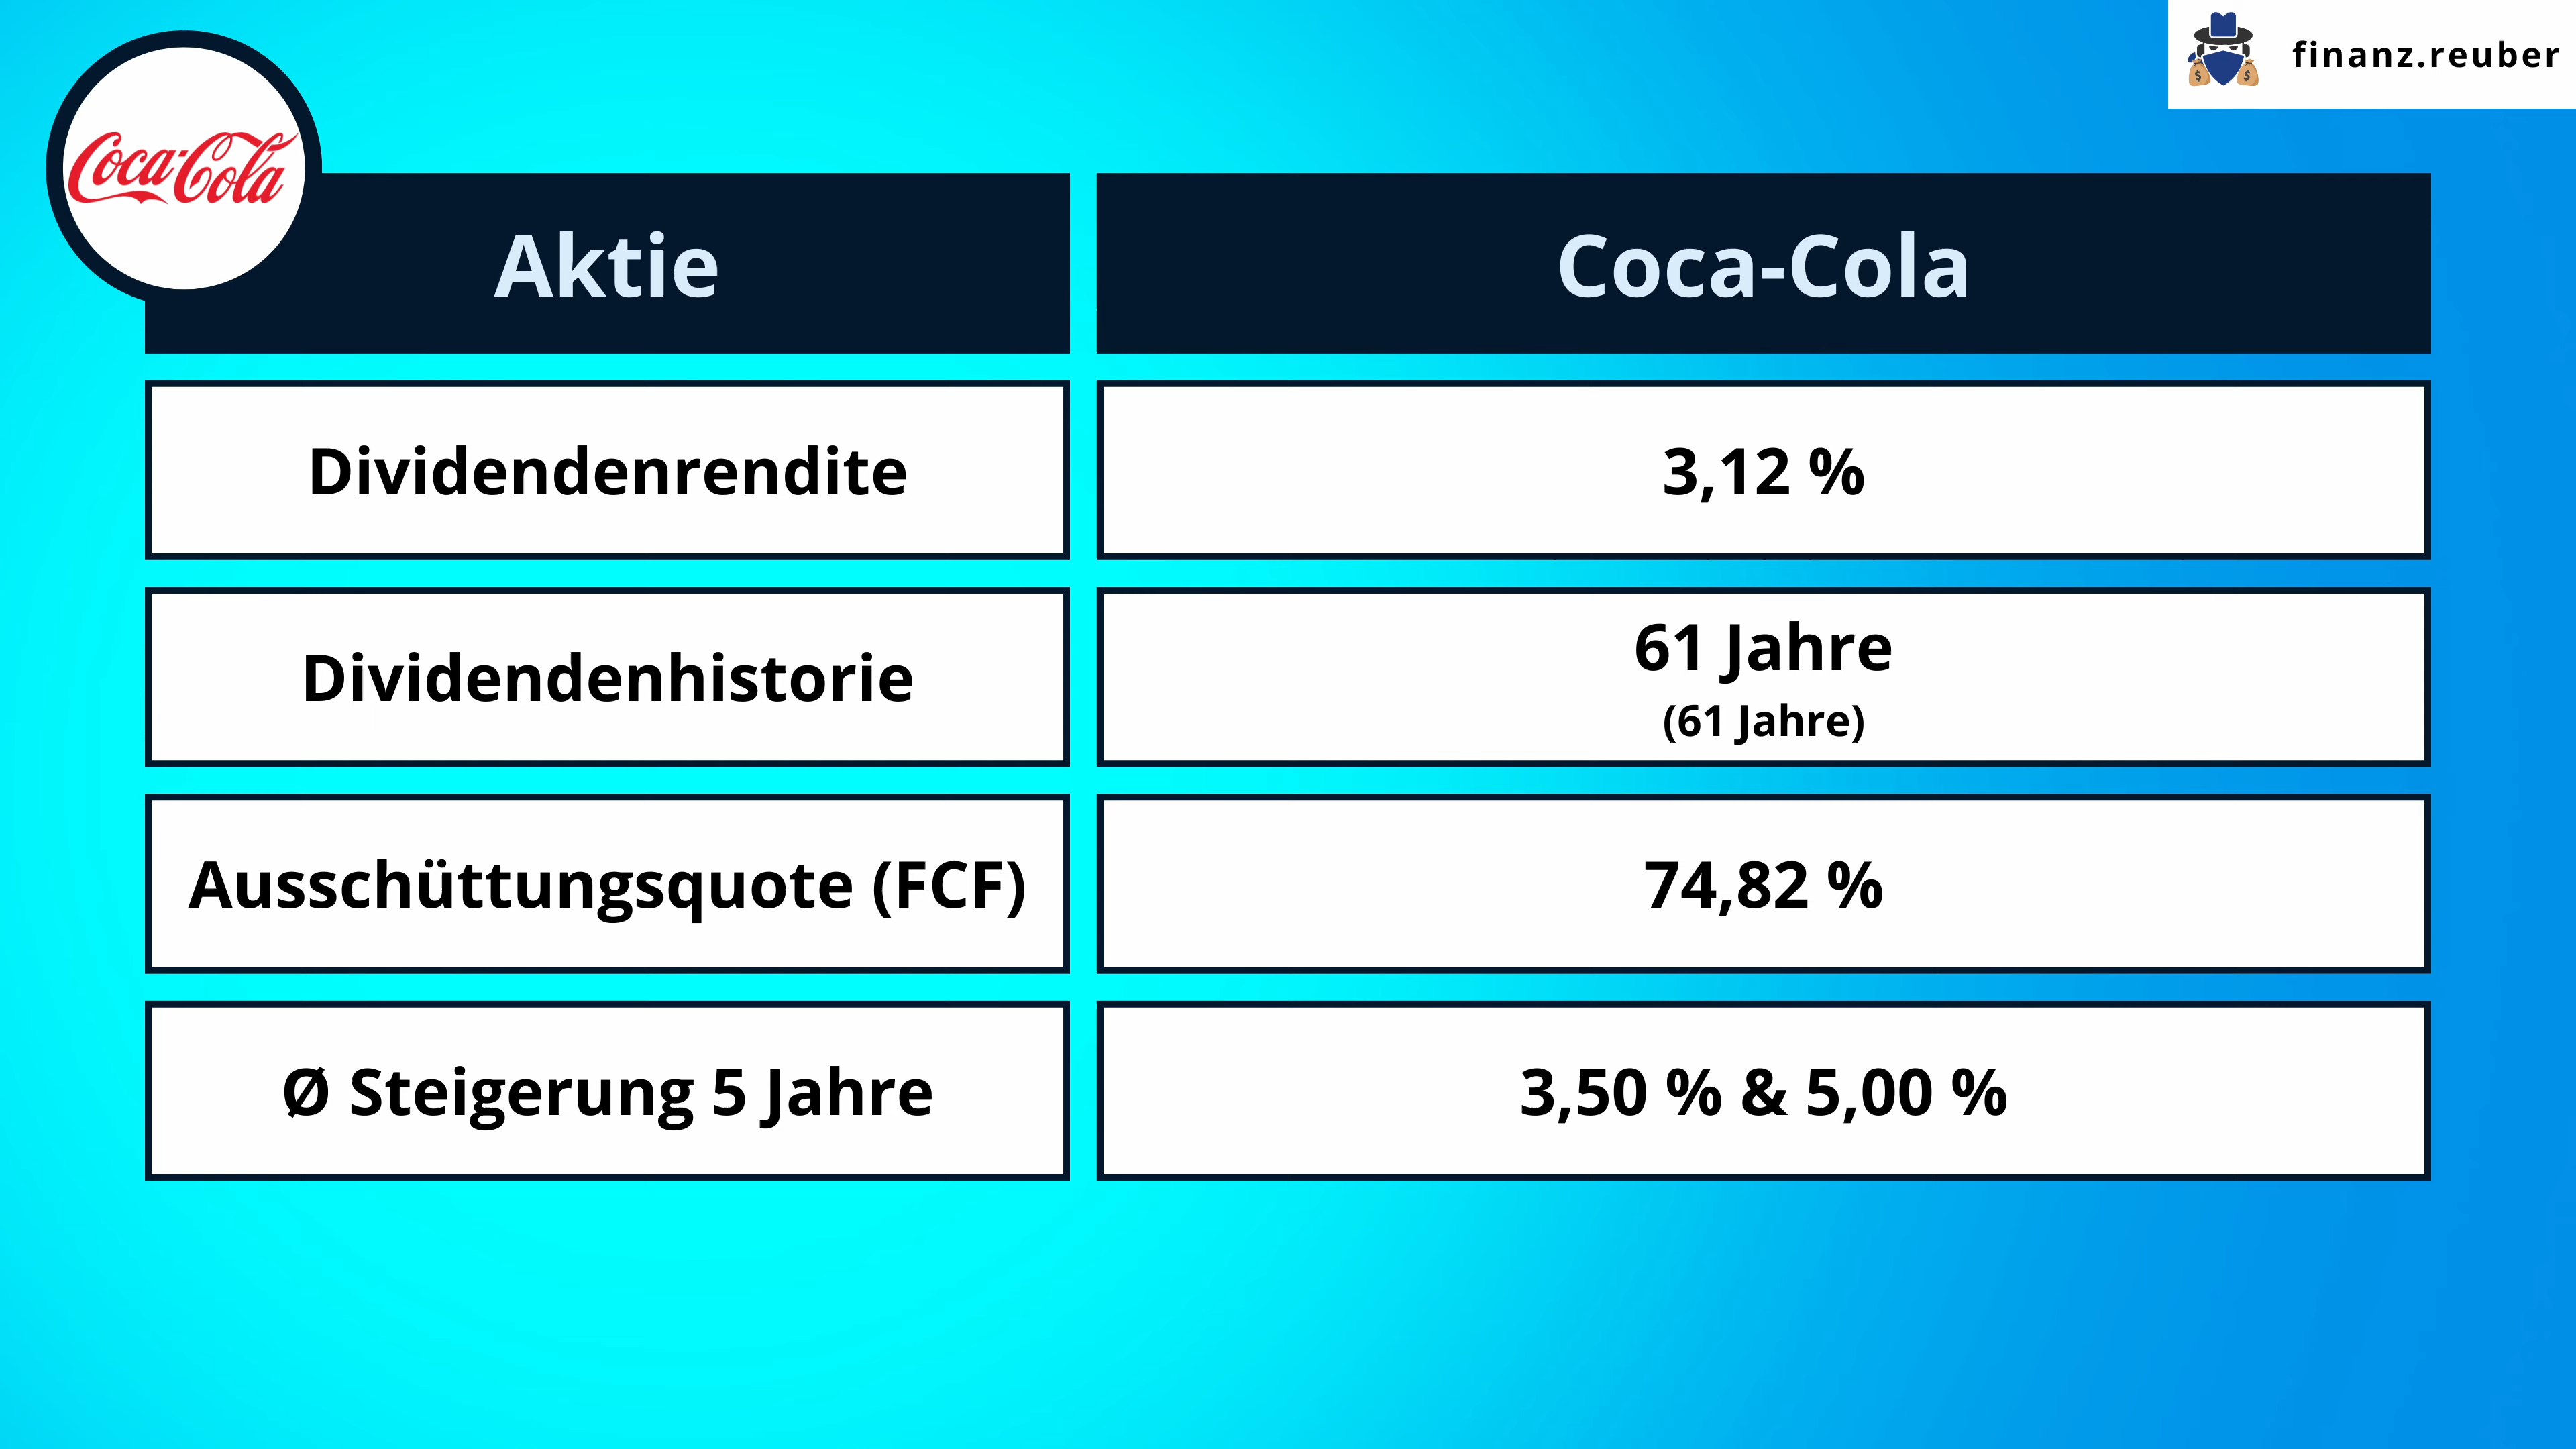 finanz.reuber
Coca-Cola
Aktie
Coca-Cola
Dividendenrendite
3,12 %
Dividendenhistorie
61 Jahre
(61 Jahre)
Ausschüttungsquote (FCF)
74,82 %
Ø Steigerung 5 Jahre
3,50 % & 5,00 %